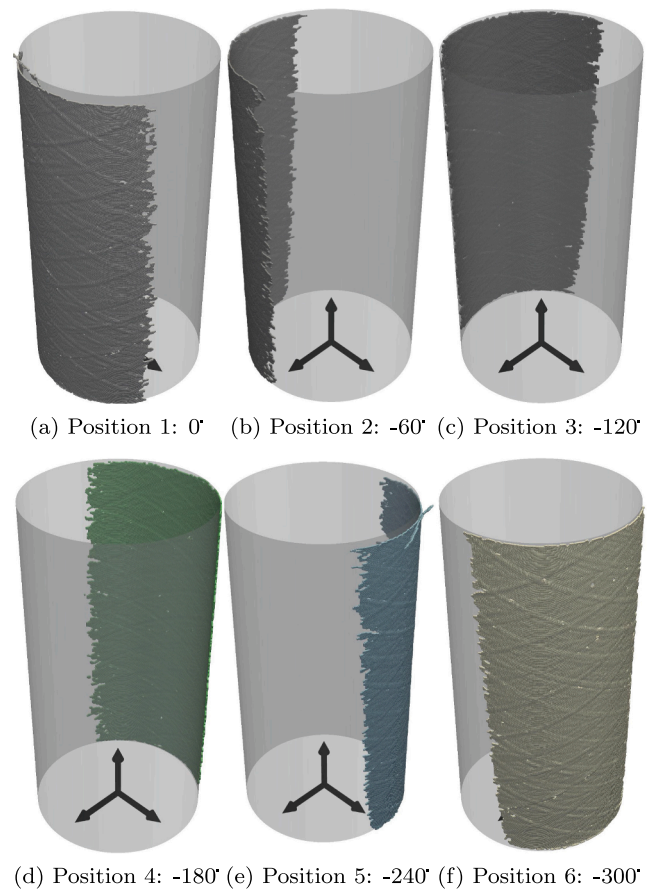 (a) Position 1: 0° (b) Position 2: -60° (c) Position 3: -120°
(d) Position 4: -180° (e) Position 5: -240° (f) Position 6: -300°